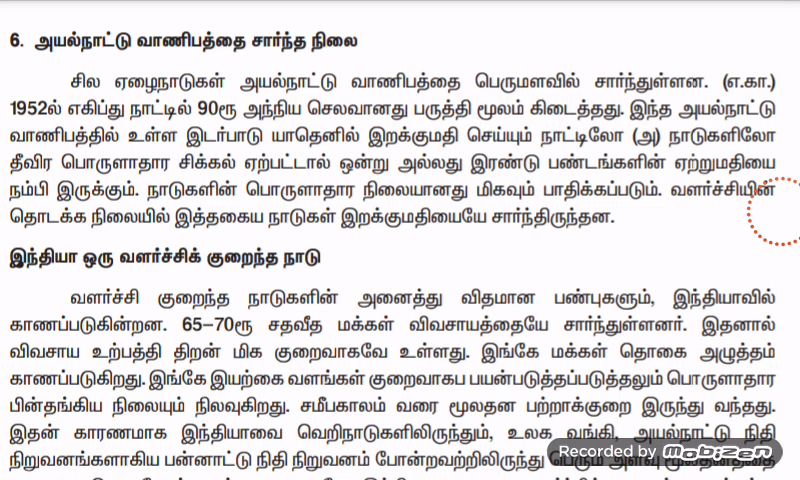 6. அயல்நாட்டு வாணிபத்தை சார்ந்த நிலை
சில ஏழைநாடுகள் அயல்நாட்டு வாணிபத்தை பெருமளவில் சார்ந்துள்ளன. (எ.கா.)
1952ல் எகிப்து நாட்டில் 90ரூ அந்நிய செலவானது பருத்தி மூலம் கிடைத்தது. இந்த அயல்நாட்டு
வாணிபத்தில் உள்ள இடர்பாடு யாதெனில் இறக்குமதி செய்யும் நாட்டிலோ (அ) நாடுகளிலோ
தீவிர பொருளாதார சிக்கல் ஏற்பட்டால் ஒன்று அல்லது இரண்டு பண்டங்களின் ஏற்றுமதியை
நம்பி இருக்கும். நாடுகளின் பொருளாதார நிலையானது மிகவும் பாதிக்கப்படும். வளர்ச்சியின்
தொடக்க நிலையில் இத்தகைய நாடுகள் இறக்குமதியையே சார்ந்திருந்தன.
இந்தியா ஒரு வளர்ச்சிக் குறைந்த நாடு
வளர்ச்சி குறைந்த நாடுகளின் அனைத்து விதமான பண்புகளும், இந்தியாவில்
காணப்படுகின்றன. 65–70ரூ சதவீத மக்கள் விவசாயத்தையே சார்ந்துள்ளனர். இதனால்
விவசாய உற்பத்தி திறன் மிக குறைவாகவே உள்ளது. இங்கே மக்கள் தொகை அழுத்தம்
காணப்படுகிறது. இங்கே இயற்கை வளங்கள் குறைவாகப பயன்படுத்தப்படுத்தலும் பொருளாதார
பின்தங்கிய நிலையும் நிலவுகிறது. சமீபகாலம் வரை மூலதன பற்றாக்குறை இருந்து வந்தது.
இதன் காரணமாக இந்தியாவை வெறிநாடுகளிலிருந்தும், உலக வங்கி, அயல்நாட்டு நிதி
நிறுவனங்களாகிய பன்னாட்டு நிதி நிறுவனம் போன்றவற்றிலிருந்து பெரும் அளவு மூலதனத்தை
Recorded by Mobizen